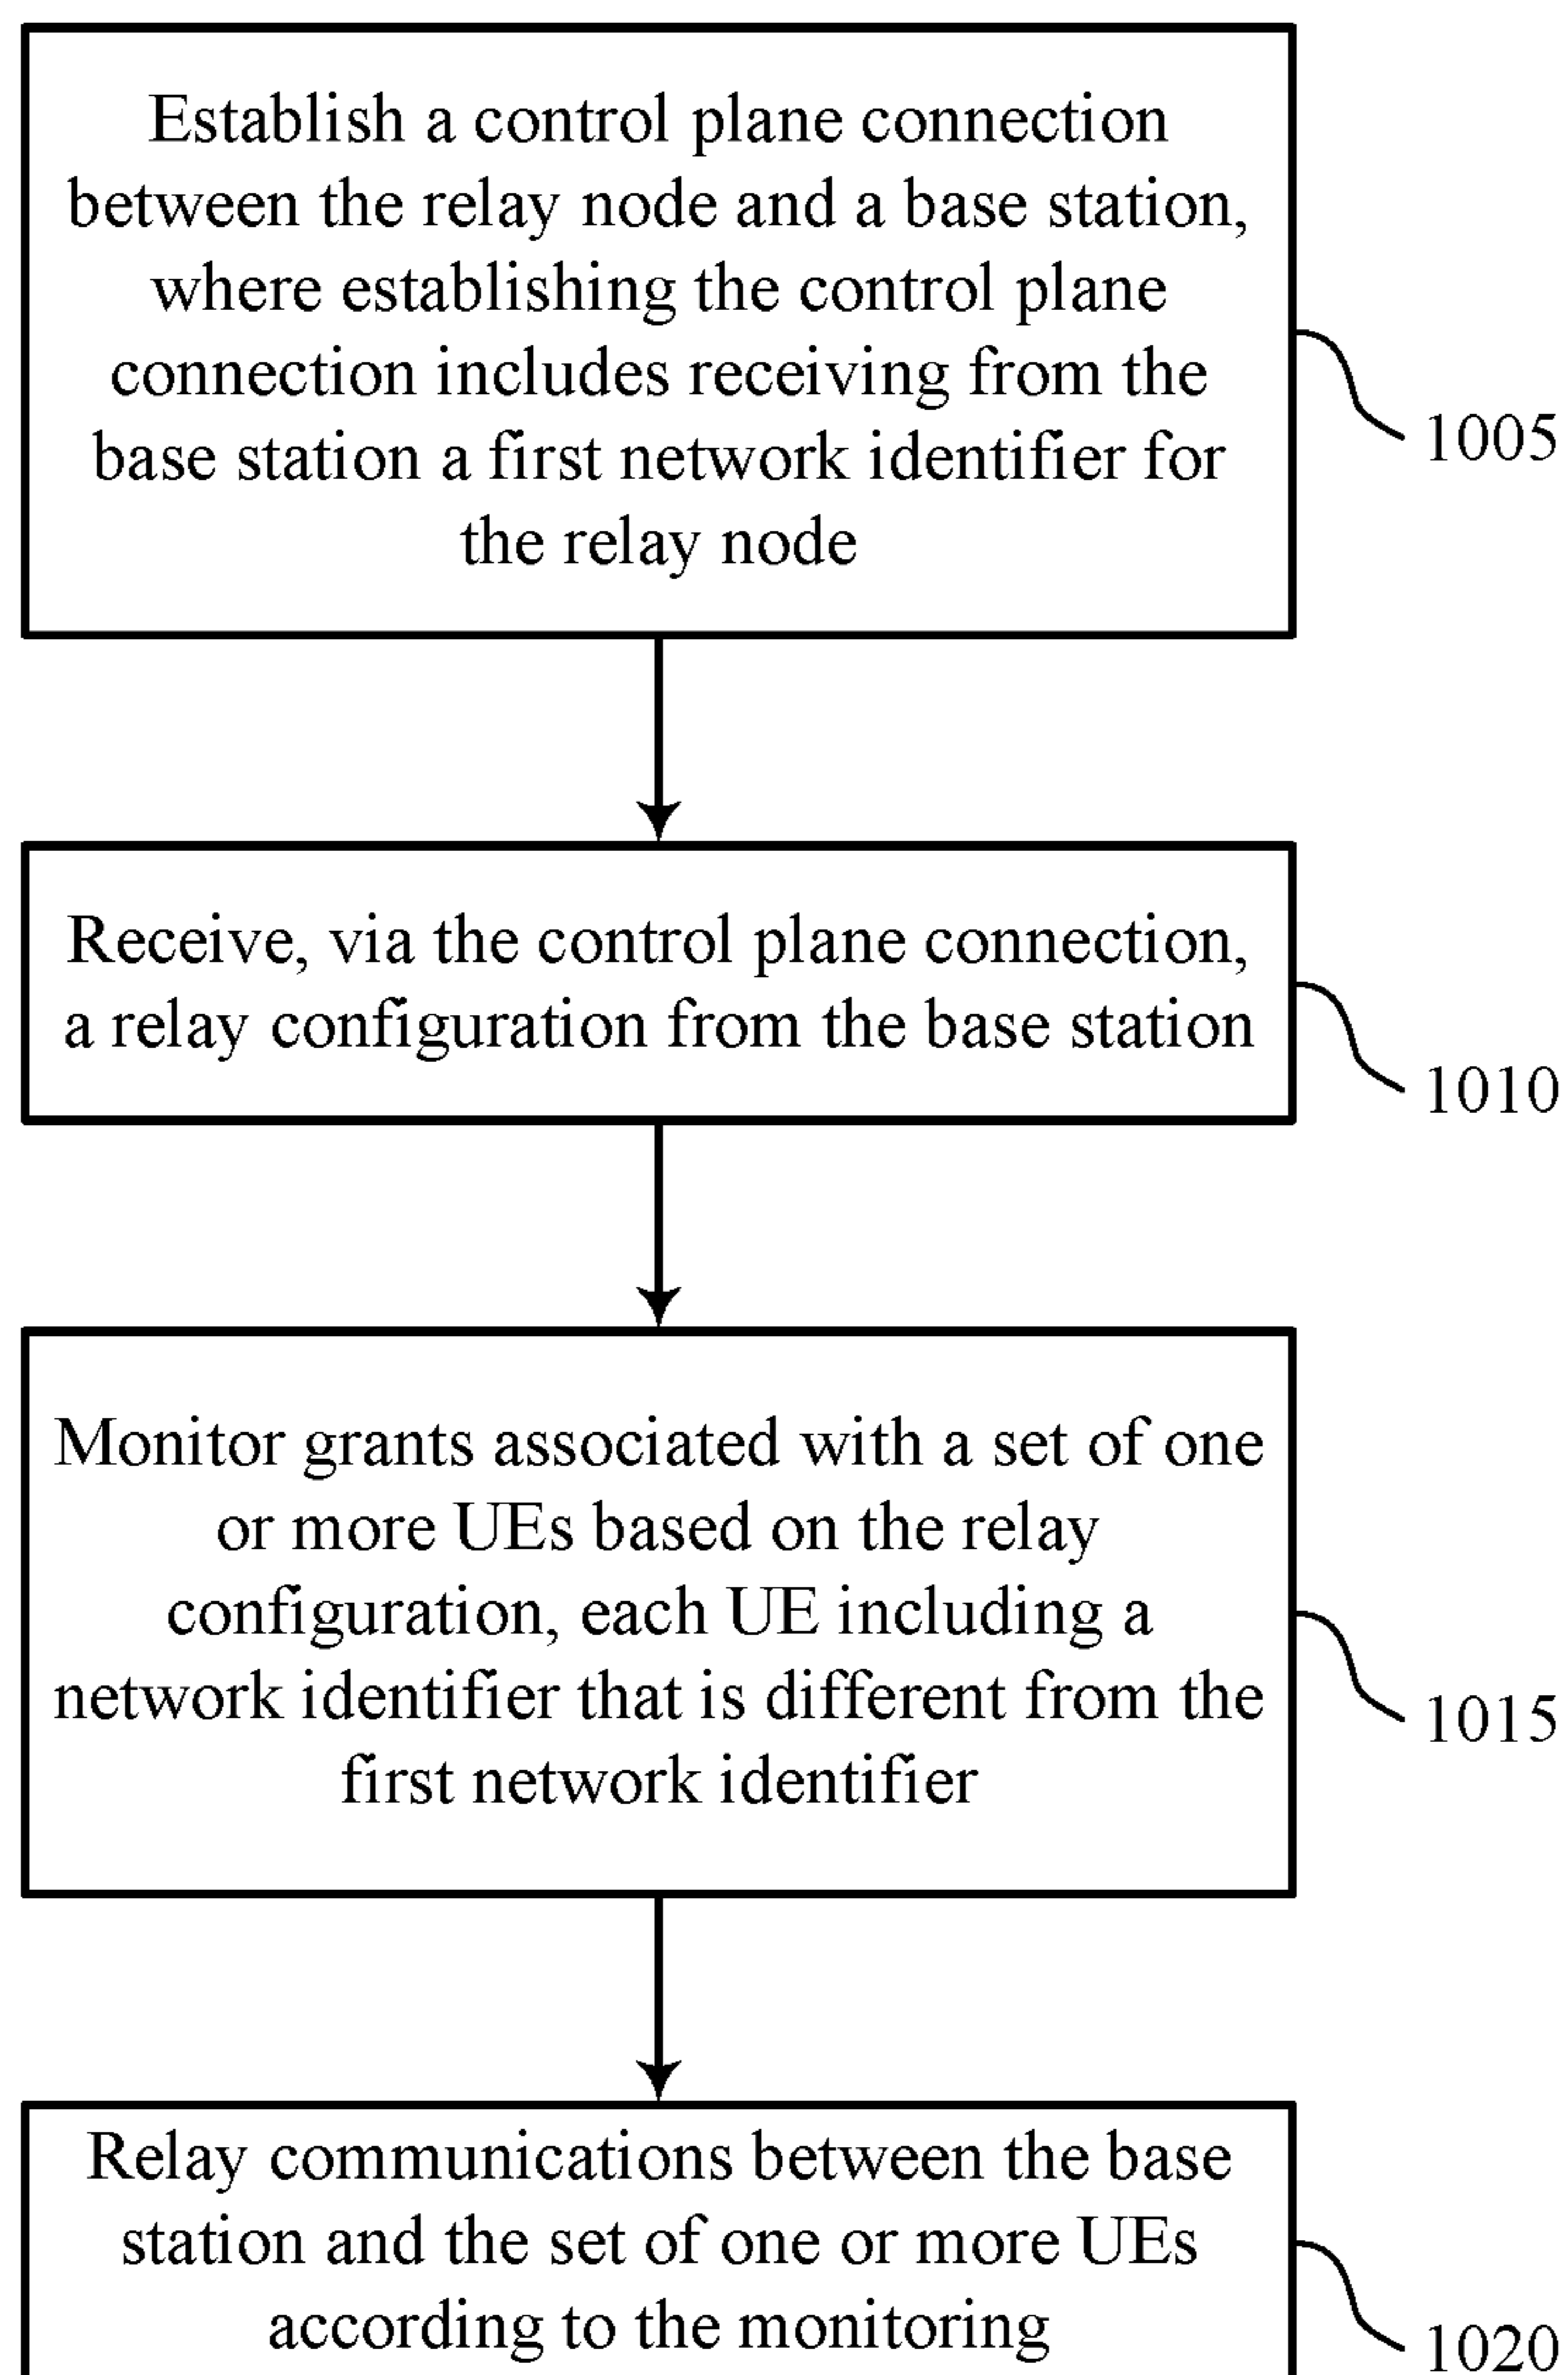 Establish a control plane connection
between the relay node and a base station,
where establishing the control plane
connection includes receiving from the
base station a first network identifier for
the relay node
1005
Receive, via the control plane connection,
a relay configuration from the base station
1010
Monitor grants associated with a set of one
or more UEs based on the relay
configuration, each UE including a
network identifier that is different from the
first network identifier
1015
Relay communications between the base
station and the set of one or more UEs
according to the monitoring
1020